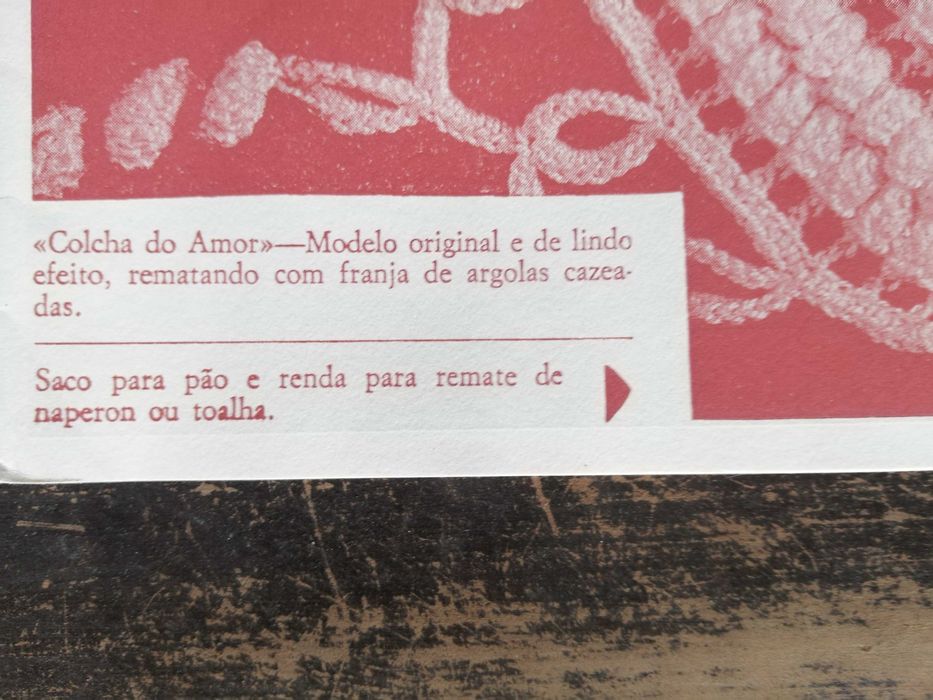 «Colcha do Amor»—Modelo original e de lindo
efeito, rematando com franja de argolas cazea-
das.
Saco para pão e renda para remate de
naperon ou toalha.